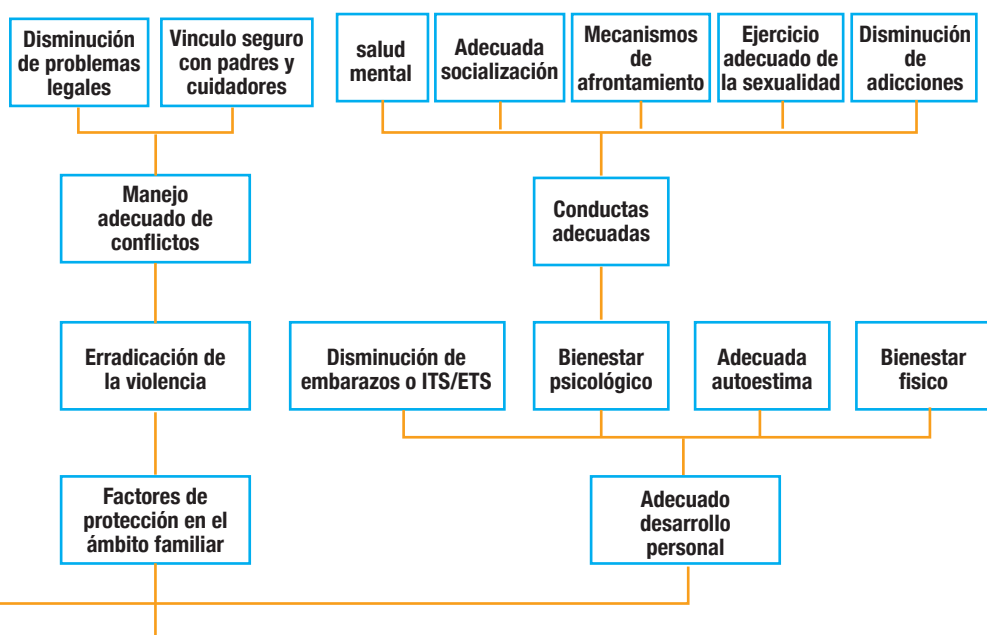 Disminución
de problemas
legales
Vinculo seguro
con padres y
cuidadores
salud
mental
Adecuada
socialización
Mecanismos
de
afrontamiento
Ejercicio
adecuado de
la sexualidad
Disminución
de
adicciones
Manejo
adecuado de
conflictos
Conductas
adecuadas
Erradicación de
la violencia
Disminución de
embarazos o ITS/ETS
Bienestar
psicológico
Adecuada
autoestima
Bienestar
fisico
Factores de
protección en el
ámbito familiar
Adecuado
desarrollo
personal